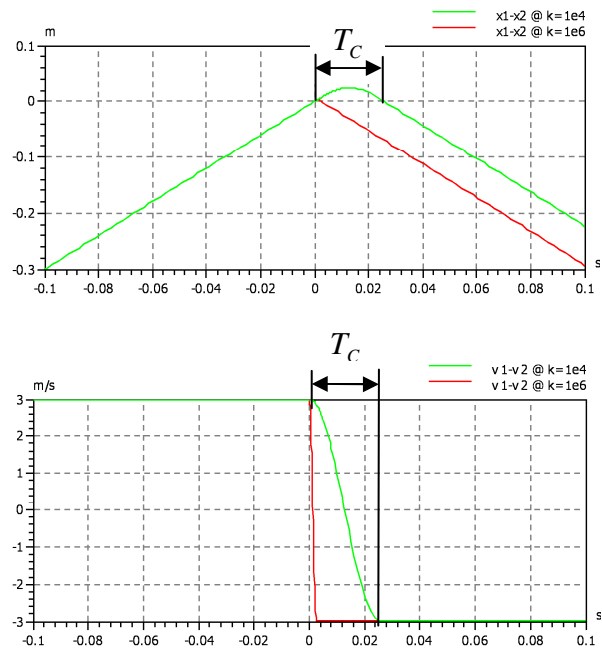 m
x1-x2 @ k=1e4
x1-x2 @ k=1e6
T_C
0.1
0
-0.1
-0.2
-0.3
-0.1 -0.08 -0.06 -0.04 -0.02 0 0.02 0.04 0.06 0.08 0.1
s
T_C
m/s
v1-v2 @ k=1e4
v1-v2 @ k=1e6
3
2
1
0
-1
-2
-3
-0.1 -0.08 -0.06 -0.04 -0.02 0 0.02 0.04 0.06 0.08 0.1
s